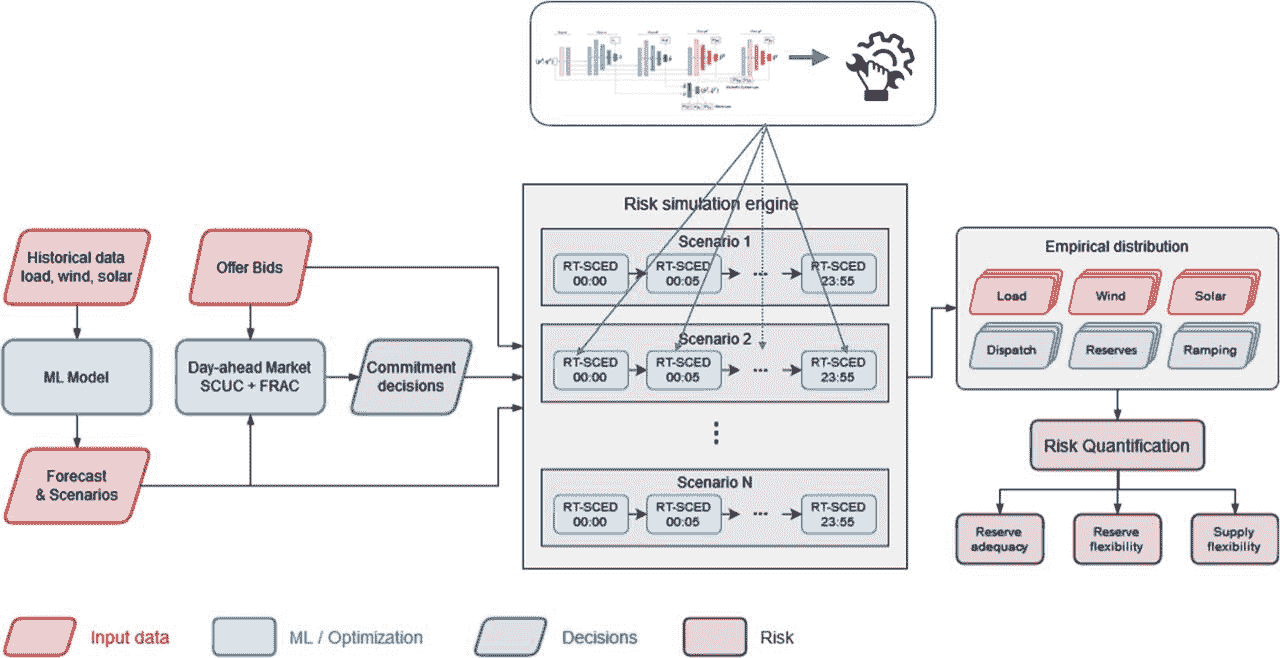 Risk simulation engine
Historical data
load, wind, solar
Offer Bids
ML Model
Day-ahead Market
SCUC + FRAC
Commitment
decisions
Forecast
& Scenarios
Scenario 1
RT-SCED
00:00
RT-SCED
00:05
...
RT-SCED
23:55
Scenario 2
RT-SCED
00:00
RT-SCED
00:05
...
RT-SCED
23:55
Scenario N
RT-SCED
00:00
RT-SCED
00:05
...
RT-SCED
23:55
Empirical distribution
Load
Wind
Solar
Dispatch
Reserves
Ramping
Risk Quantification
Reserve
adequacy
Reserve
flexibility
Supply
flexibility
Input data
ML / Optimization
Decisions
Risk